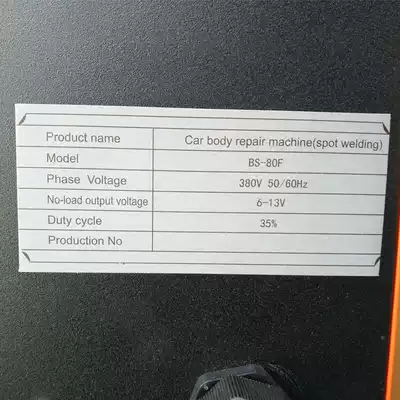 Product name Car body repair machine(spot welding)
Model BS-80F
Phase Voltage 380V 50/60Hz
No-load output voltage 6-13V
Duty cycle 35%
Production No